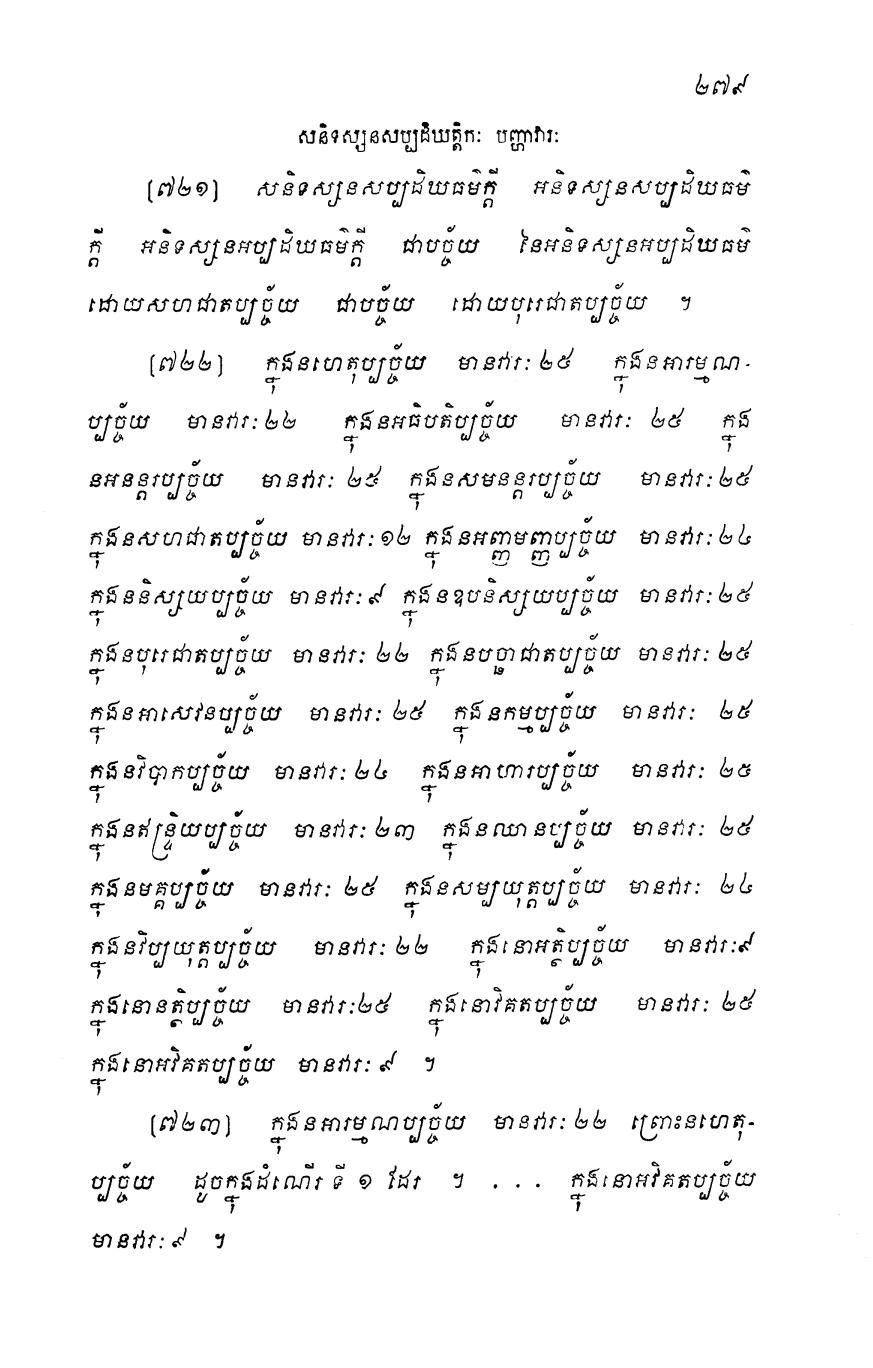 ២៧៩
សនិទស្សនសប្បដិឃត្តិកៈ បញ្ហាវារៈ
[៧២១] សនិទស្សនសប្បដិឃធម៌ក្តី អនិទស្សនសប្បដិឃធម៌
ក្តី អនិទស្សនអប្បដិឃធម៌ក្តី ជាបច្ច័យ នៃអនិទស្សនអប្បដិឃធម៌
ដោយសហជាតប្បច្ច័យ ជាបច្ច័យ ដោយបុរេជាតប្បច្ច័យ ។
[៧២២] ក្នុងនហេតុប្បច្ច័យ មានវារៈ ២៥ ក្នុងនអារម្មណ-
ប្បច្ច័យ មានវារៈ ២២ ក្នុងនអធិបតិប្បច្ច័យ មានវារៈ ២៥ ក្នុង
នអនន្តរប្បច្ច័យ មានវារៈ ២៥ ក្នុងនសមនន្តរប្បច្ច័យ មានវារៈ ២៥
ក្នុងនសហជាតប្បច្ច័យ មានវារៈ ១២ ក្នុងនអញ្ញាមញ្ញប្បច្ច័យ មានវារៈ ២៤
ក្នុងននិស្សយប្បច្ច័យ មានវារៈ ៩ ក្នុងនឧបនិស្សយប្បច្ច័យ មានវារៈ ២៥
ក្នុងនបុរេជាតប្បច្ច័យ មានវារៈ ២២ ក្នុងនបច្ឆាជាតប្បច្ច័យ មានវារៈ ២៥
ក្នុងនអាសេវនប្បច្ច័យ មានវារៈ ២៥ ក្នុងនកម្មប្បច្ច័យ មានវារៈ ២៥
ក្នុងនវិបាកប្បច្ច័យ មានវារៈ ២៤ ក្នុងនអាហារប្បច្ច័យ មានវារៈ ២៥
ក្នុងនឥន្ទ្រិយប្បច្ច័យ មានវារៈ ២៣ ក្នុងនឈានប្បច្ច័យ មានវារៈ ២៥
ក្នុងនមគ្គប្បច្ច័យ មានវារៈ ២៥ ក្នុងនសម្បយុត្តប្បច្ច័យ មានវារៈ ២៤
ក្នុងនវិប្បយុត្តប្បច្ច័យ មានវារៈ ២២ ក្នុងនោអត្ថិប្បច្ច័យ មានវារៈ ៩
ក្នុងនោនត្ថិប្បច្ច័យ មានវារៈ ២៥ ក្នុងនោវិគតប្បច្ច័យ មានវារៈ ២៥
ក្នុងនោអវិគតប្បច្ច័យ មានវារៈ ៩ ។
[៧២៣] ក្នុងនអារម្មណប្បច្ច័យ មានវារៈ ២២ ព្រោះនហេតុ-
ប្បច្ច័យ ដូចក្នុងដំណើរ ទី ១ ដែរ ។ . . . ក្នុងនោអវិគតប្បច្ច័យ
មានវារៈ ៩ ។